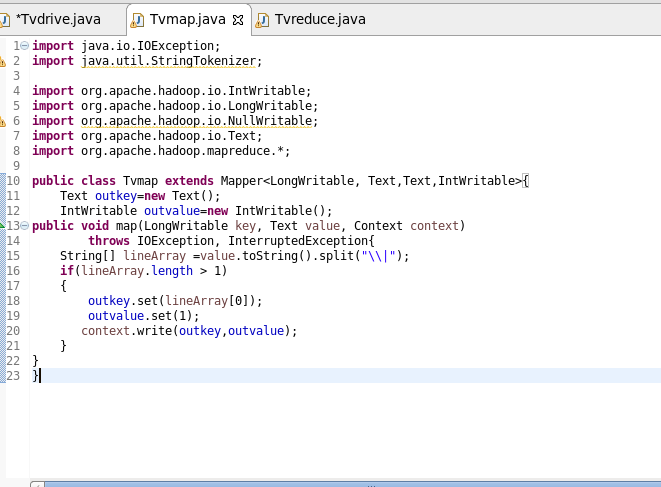 *Tvdrive.java Tvmap.java Tvreduce.java
1 import java.io.IOException;
2 import java.util.StringTokenizer;
3
4 import org.apache.hadoop.io.IntWritable;
5 import org.apache.hadoop.io.LongWritable;
6 import org.apache.hadoop.io.NullWritable;
7 import org.apache.hadoop.io.Text;
8 import org.apache.hadoop.mapreduce.*;
9
10 public class Tvmap extends Mapper<LongWritable, Text,Text,IntWritable>{
11     Text outkey=new Text();
12     IntWritable outvalue=new IntWritable();
13 public void map(LongWritable key, Text value, Context context)
14         throws IOException, InterruptedException{
15     String[] lineArray =value.toString().split("\\|");
16     if(lineArray.length > 1)
17     {
18         outkey.set(lineArray[0]);
19         outvalue.set(1);
20        context.write(outkey,outvalue);
21     }
22 }
23 }